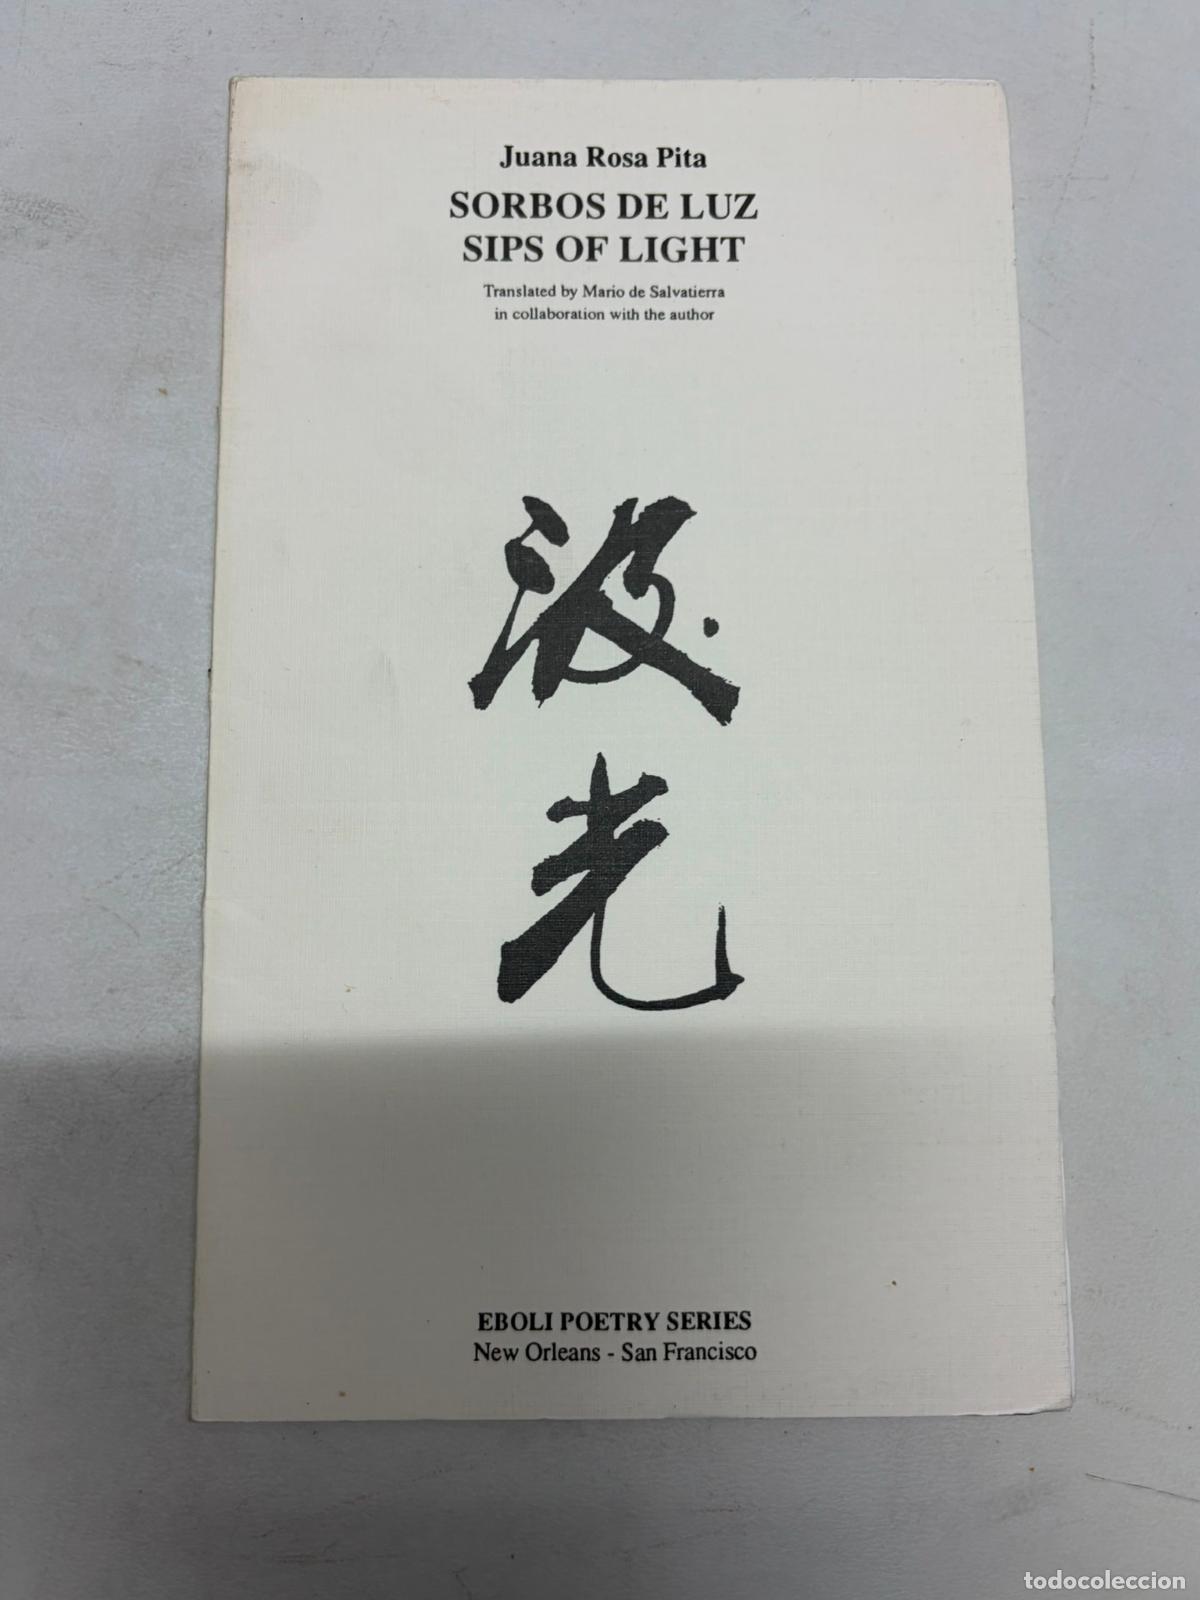 Juana Rosa Pita
SORBOS DE LUZ
SIPS OF LIGHT
Translated by Mario de Salvatierra
in collaboration with the author
汲
光
EBOLI POETRY SERIES
New Orleans - San Francisco
todocoleccion